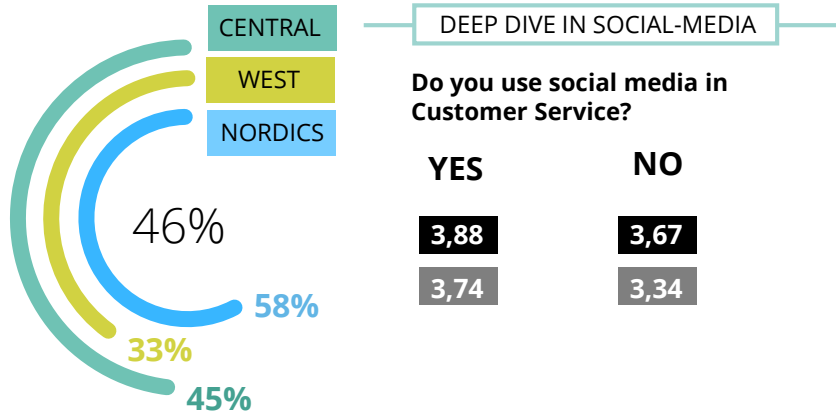 CENTRAL
WEST
NORDICS
46%
58%
33%
45%
DEEP DIVE IN SOCIAL-MEDIA
Do you use social media in
Customer Service?
YES NO
3,88 3,67
3,74 3,34